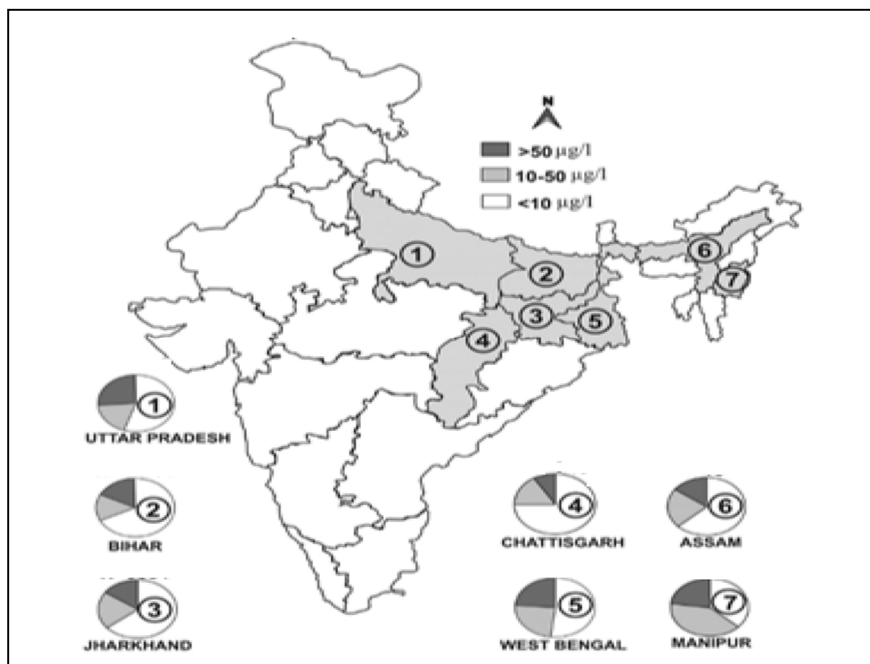 N
>50 µg/l
10-50 µg/l
<10 µg/l
1
2
3
4
5
6
7
1
UTTAR PRADESH
2
BIHAR
3
JHARKHAND
4
CHATTISGARH
5
WEST BENGAL
6
ASSAM
7
MANIPUR